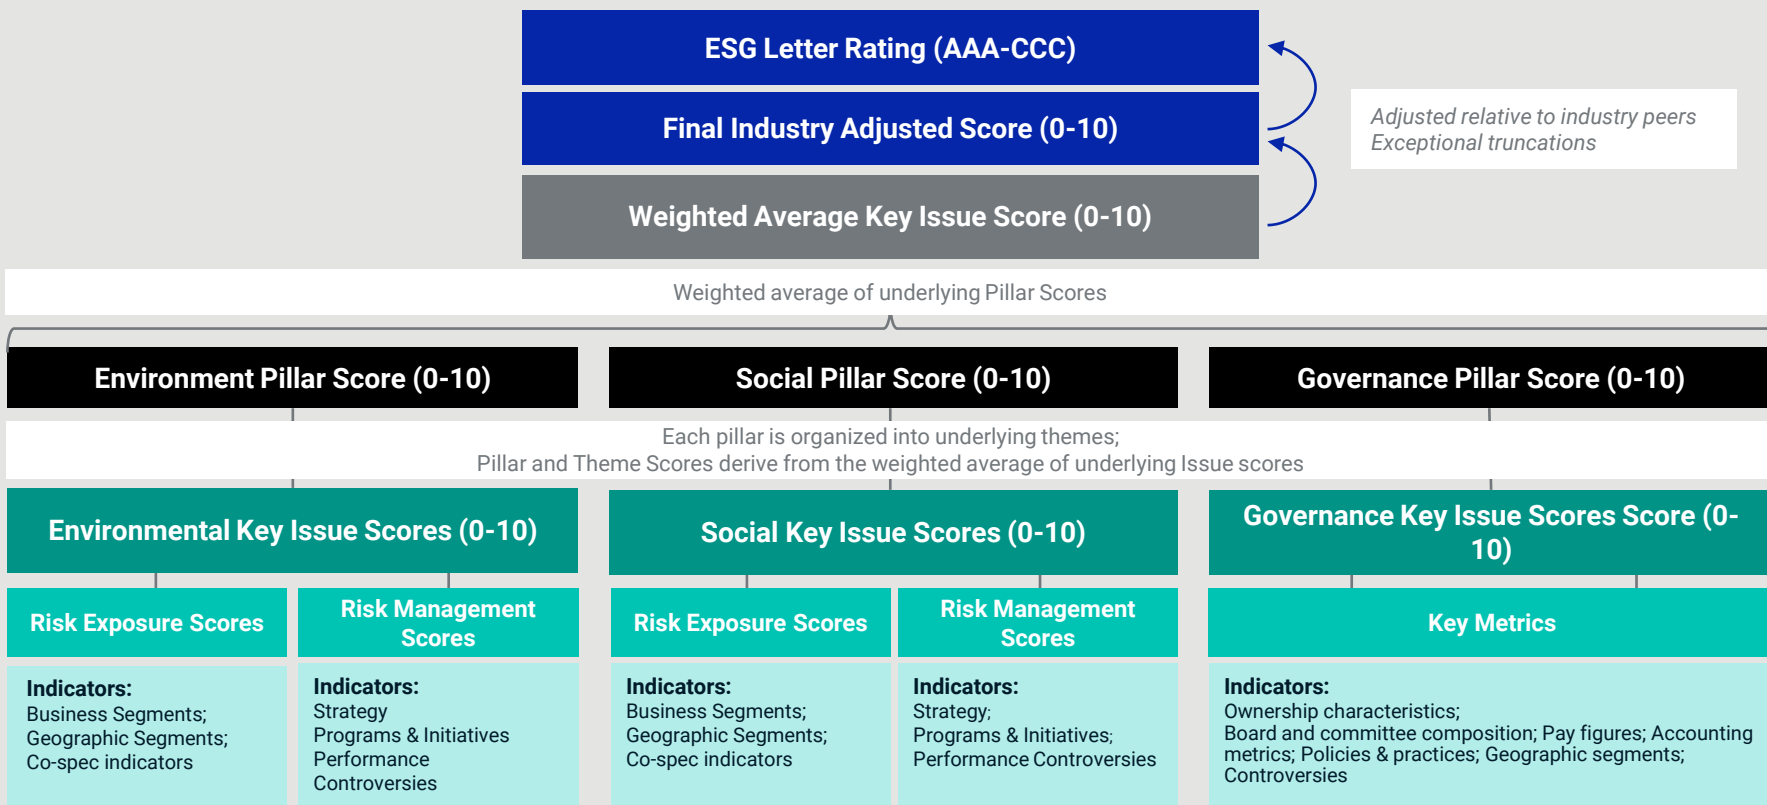 ESG Letter Rating (AAA-CCC)
Final Industry Adjusted Score (0-10)
Adjusted relative to industry peers
Exceptional truncations
Weighted Average Key Issue Score (0-10)
Weighted average of underlying Pillar Scores
Environment Pillar Score (0-10)
Social Pillar Score (0-10)
Governance Pillar Score (0-10)
Each pillar is organized into underlying themes;
Pillar and Theme Scores derive from the weighted average of underlying Issue scores
Environmental Key Issue Scores (0-10)
Social Key Issue Scores (0-10)
Governance Key Issue Scores Score (0-
10)
Risk Exposure Scores
Risk Management
Scores
Risk Exposure Scores
Risk Management
Scores
Key Metrics
Indicators:
Business Segments;
Geographic Segments;
Co-spec indicators
Indicators:
Strategy
Programs & Initiatives
Performance
Controversies
Indicators:
Business Segments;
Geographic Segments;
Co-spec indicators
Indicators:
Strategy;
Programs & Initiatives;
Performance Controversies
Indicators:
Ownership characteristics;
Board and committee composition; Pay figures; Accounting
metrics; Policies & practices; Geographic segments;
Controversies